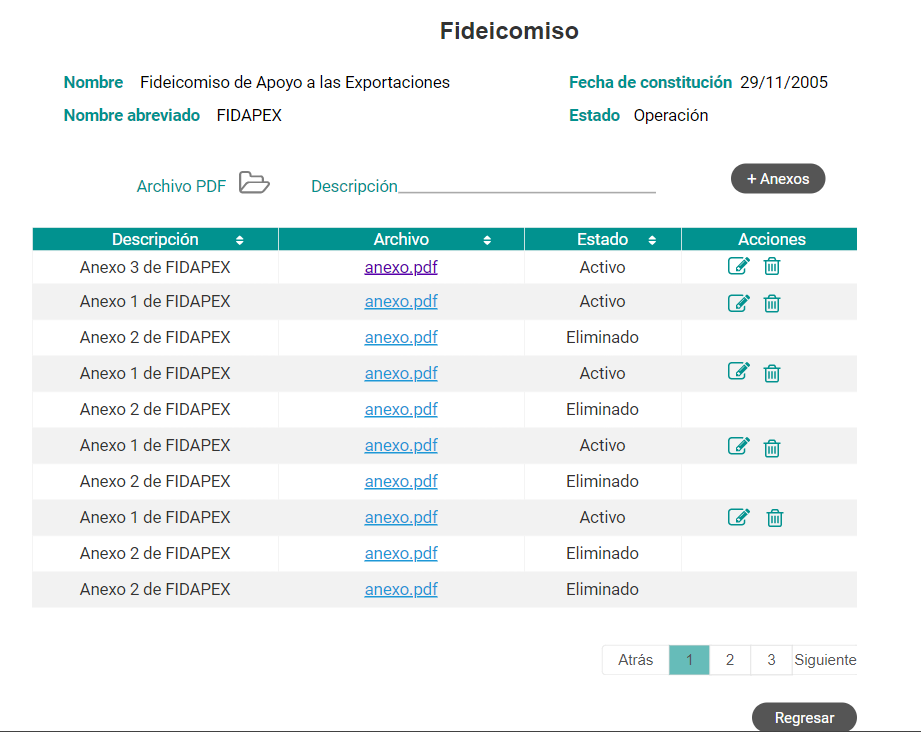 Fideicomiso
Nombre Fideicomiso de Apoyo a las Exportaciones Fecha de constitución 29/11/2005
Nombre abreviado FIDAPEX Estado Operación
Archivo PDF Descripción + Anexos
Descripción Archivo Estado Acciones
Anexo 3 de FIDAPEX anexo.pdf Activo
Anexo 1 de FIDAPEX anexo.pdf Activo
Anexo 2 de FIDAPEX anexo.pdf Eliminado
Anexo 1 de FIDAPEX anexo.pdf Activo
Anexo 2 de FIDAPEX anexo.pdf Eliminado
Anexo 1 de FIDAPEX anexo.pdf Activo
Anexo 2 de FIDAPEX anexo.pdf Eliminado
Anexo 1 de FIDAPEX anexo.pdf Activo
Anexo 2 de FIDAPEX anexo.pdf Eliminado
Anexo 2 de FIDAPEX anexo.pdf Eliminado
Atrás 1 2 3 Siguiente
Regresar